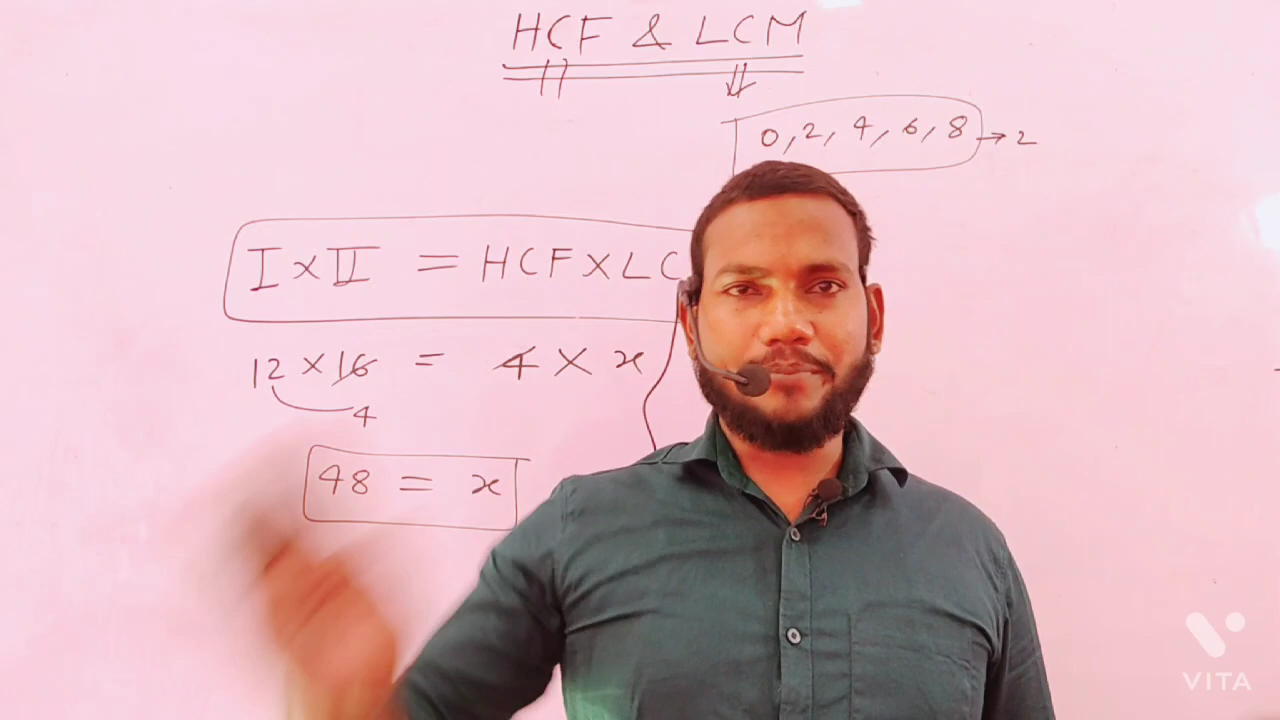 HCF & LCM
0, 2, 4, 6, 8 → 2
I × II = HCF × LC
12 × 16 = 4 × x
4
48 = x
VITA